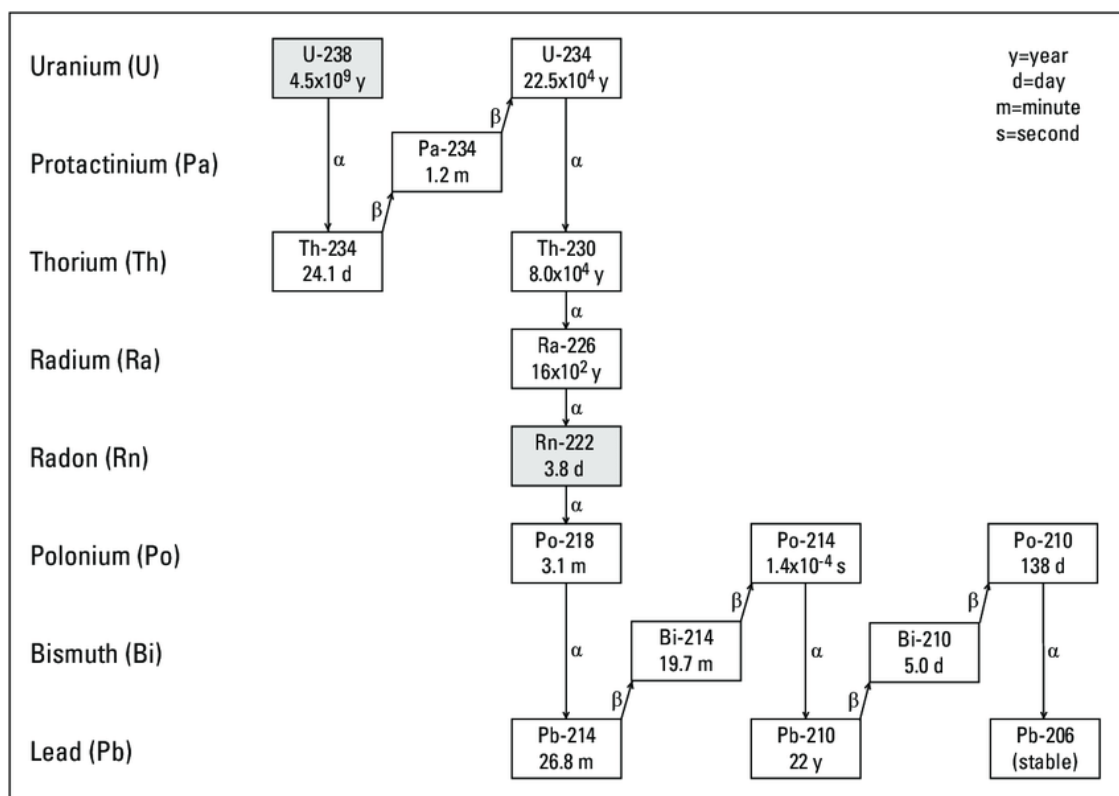 Uranium (U)
U-238
4.5x10⁹ y
U-234
22.5x10⁴ y
y=year
d=day
m=minute
s=second
β
Protactinium (Pa)
α
Pa-234
1.2 m
α
β
Thorium (Th)
Th-234
24.1 d
Th-230
8.0x10⁴ y
α
Radium (Ra)
Ra-226
16x10² y
α
Radon (Rn)
Rn-222
3.8 d
α
Polonium (Po)
Po-218
3.1 m
Po-214
1.4x10⁻⁴ s
Po-210
138 d
β
β
Bismuth (Bi)
α
Bi-214
19.7 m
α
Bi-210
5.0 d
α
β
β
Lead (Pb)
Pb-214
26.8 m
Pb-210
22 y
Pb-206
(stable)